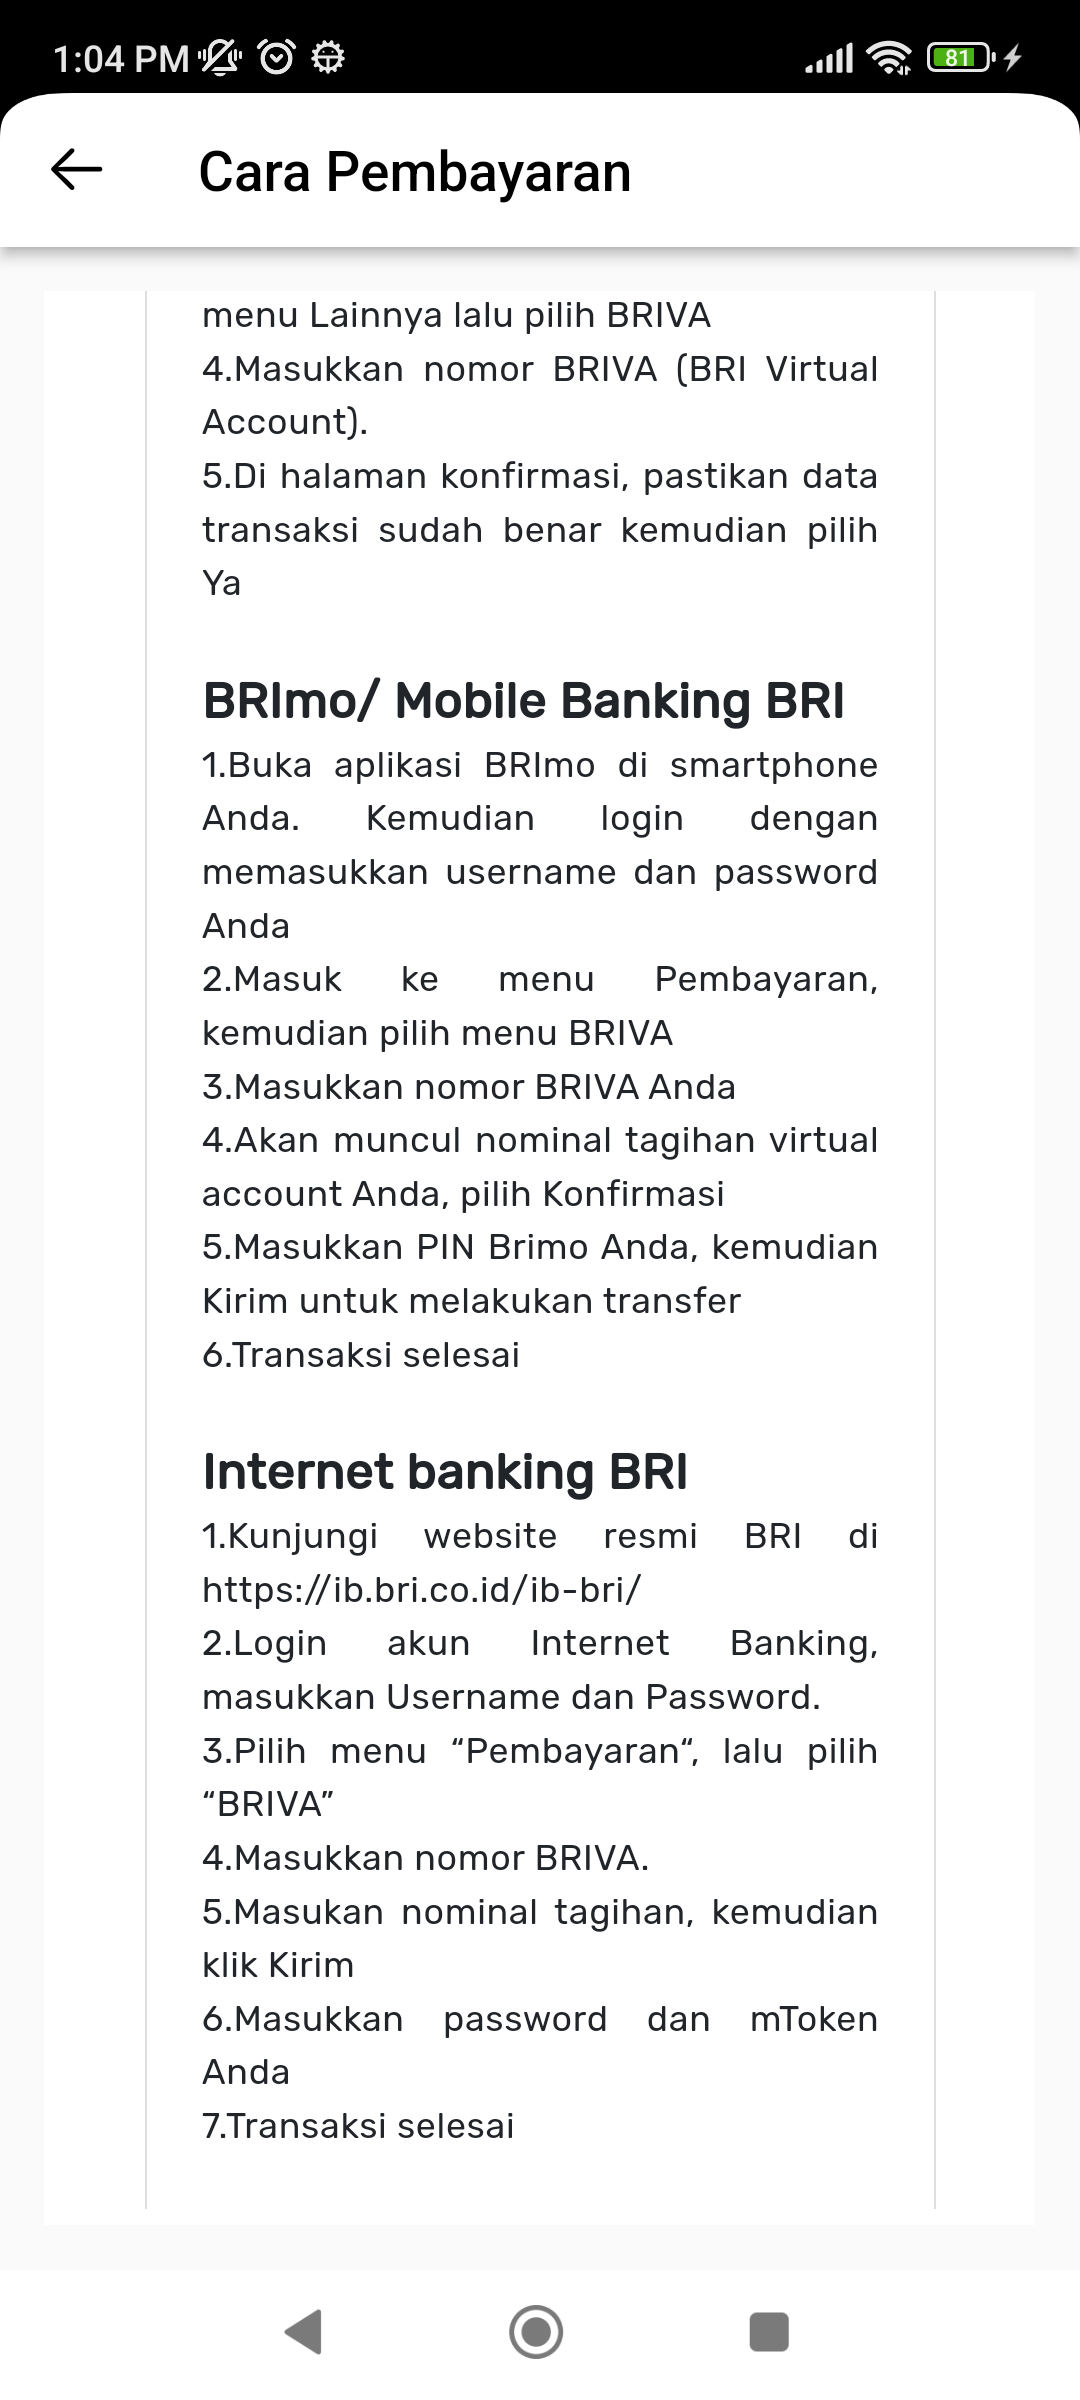 1:04 PM
81
Cara Pembayaran
menu Lainnya lalu pilih BRIVA
4.Masukkan nomor BRIVA (BRI Virtual
Account).
5.Di halaman konfirmasi, pastikan data
transaksi sudah benar kemudian pilih
Ya
BRImo/ Mobile Banking BRI
1.Buka aplikasi BRImo di smartphone
Anda. Kemudian login dengan
memasukkan username dan password
Anda
2.Masuk ke menu Pembayaran,
kemudian pilih menu BRIVA
3.Masukkan nomor BRIVA Anda
4.Akan muncul nominal tagihan virtual
account Anda, pilih Konfirmasi
5.Masukkan PIN Brimo Anda, kemudian
Kirim untuk melakukan transfer
6.Transaksi selesai
Internet banking BRI
1.Kunjungi website resmi BRI di
https://ib.bri.co.id/ib-bri/
2.Login akun Internet Banking,
masukkan Username dan Password.
3.Pilih menu “Pembayaran“, lalu pilih
“BRIVA”
4.Masukkan nomor BRIVA.
5.Masukan nominal tagihan, kemudian
klik Kirim
6.Masukkan password dan mToken
Anda
7.Transaksi selesai